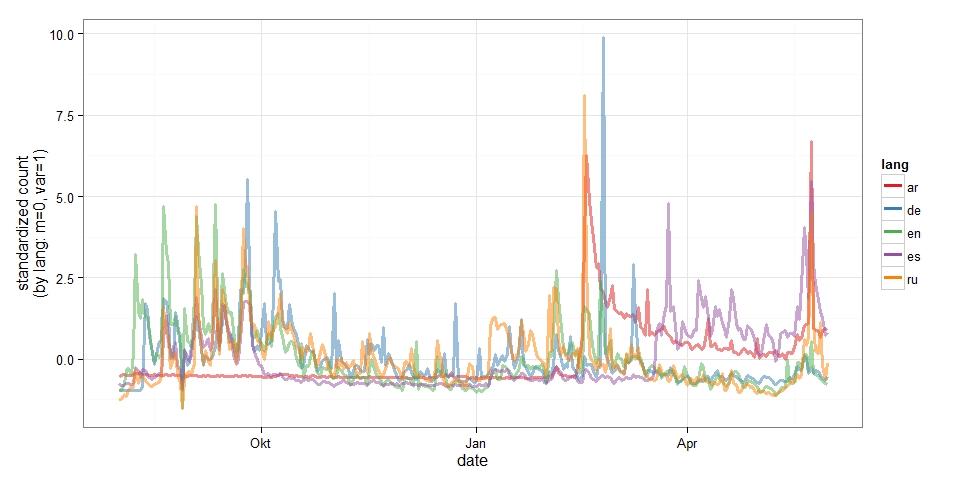 10.0
7.5
5.0
2.5
0.0
standardized count
(by lang: m=0, var=1)
Okt
Jan
Apr
date
lang
ar
de
en
es
ru